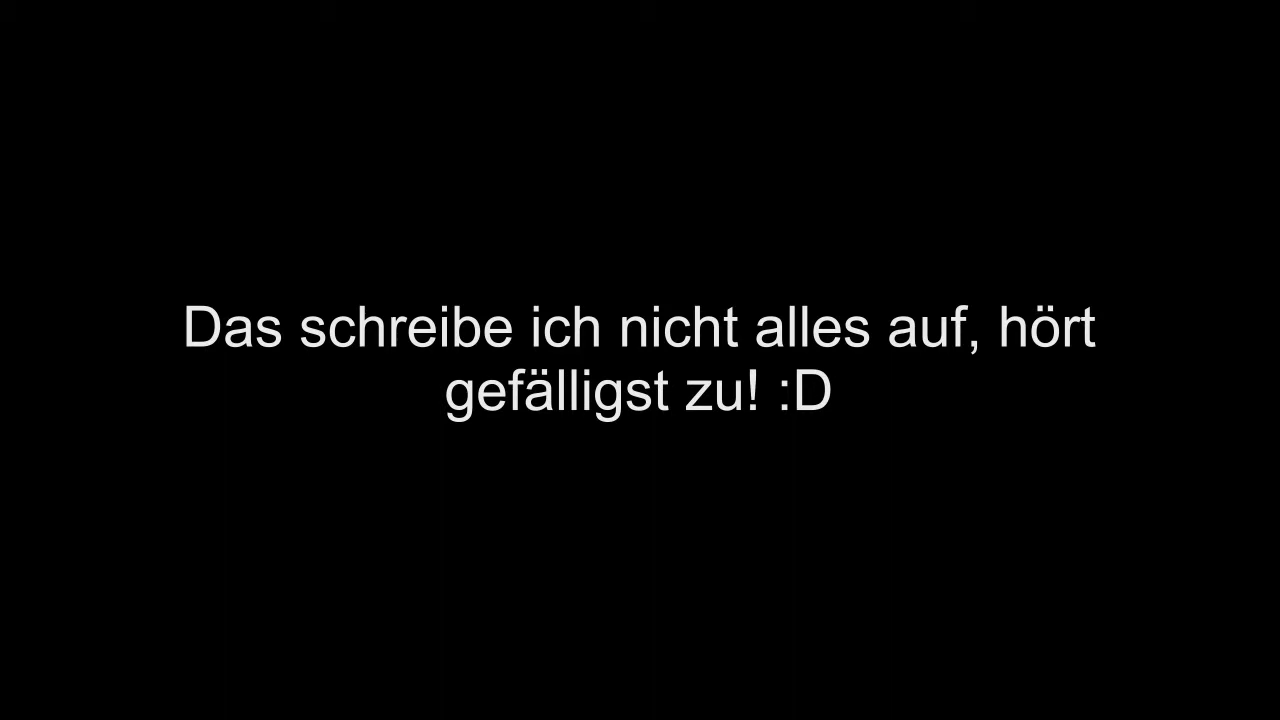 Das schreibe ich nicht alles auf, hört
gefälligst zu! :D